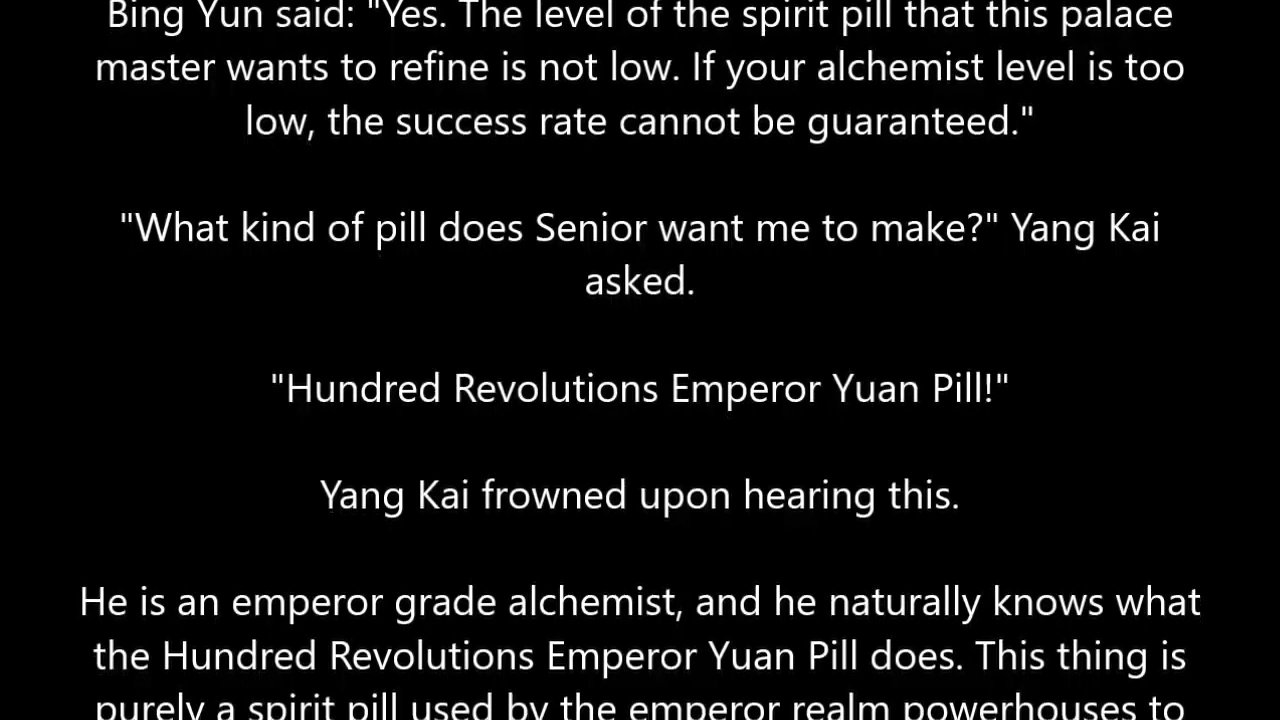 Bing Yun said: "Yes. The level of the spirit pill that this palace
master wants to refine is not low. If your alchemist level is too
low, the success rate cannot be guaranteed."
"What kind of pill does Senior want me to make?" Yang Kai
asked.
"Hundred Revolutions Emperor Yuan Pill!"
Yang Kai frowned upon hearing this.
He is an emperor grade alchemist, and he naturally knows what
the Hundred Revolutions Emperor Yuan Pill does. This thing is
purely a spirit pill used by the emperor realm powerhouses to